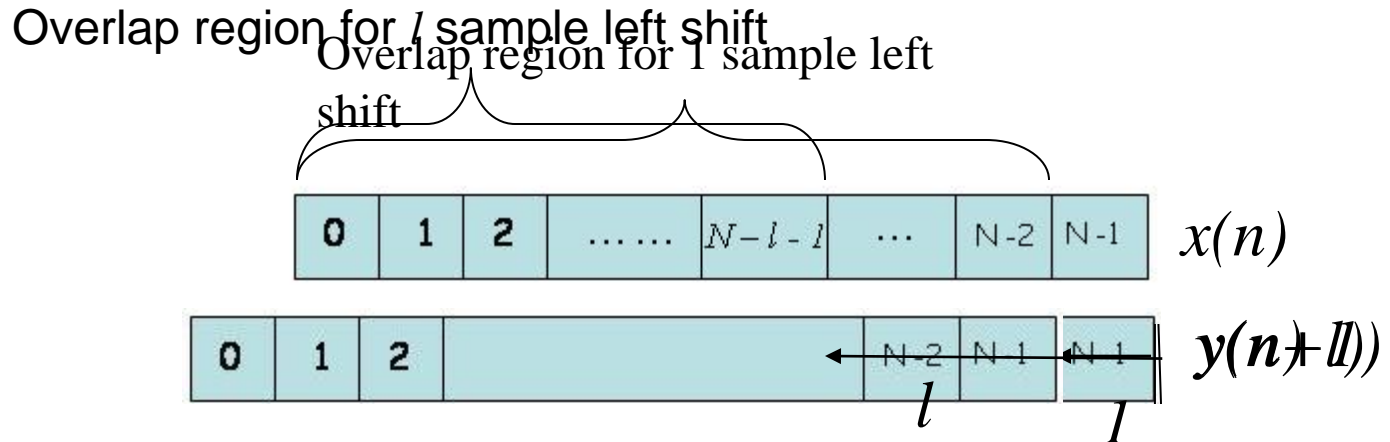 Overlap region for l sample left shift
Overlap region for 1 sample left
shift
0 1 2 ...... N-l-1 ... N-2 N-1 x(n)
0 1 2 N-2 N-1 N-1
l 1